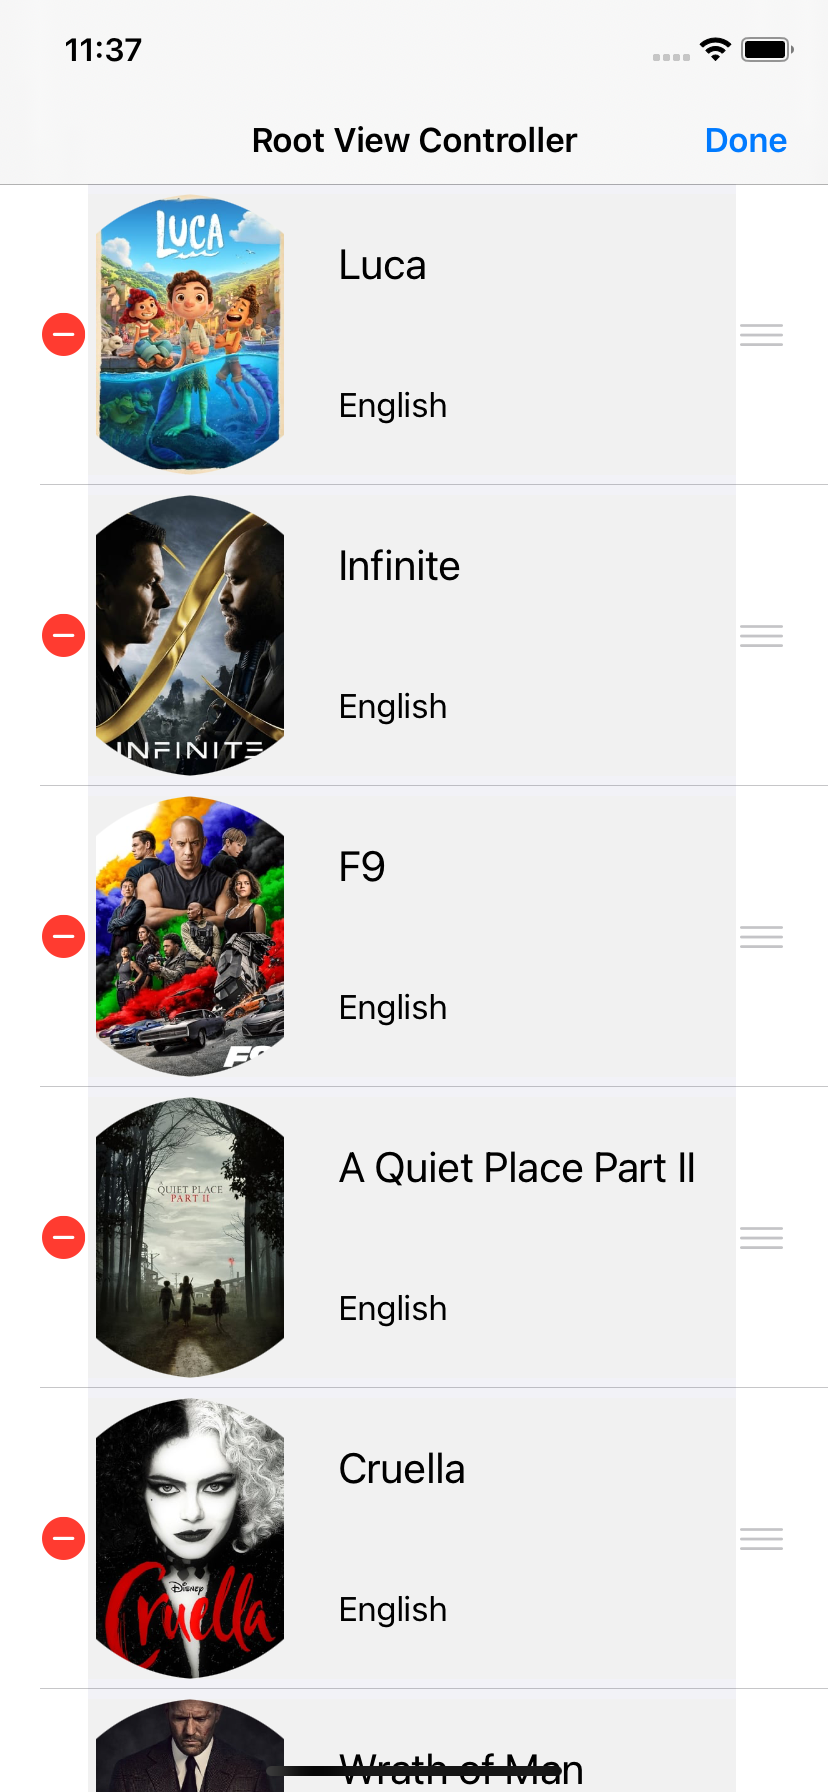 11:37
Root View Controller
Done
LUCA
Luca
English
INFINITE
Infinite
English
F9
F9
English
A Quiet Place Part II
A QUIET PLACE
PART II
English
Cruella
Disney
Cruella
English
Wrath of Man